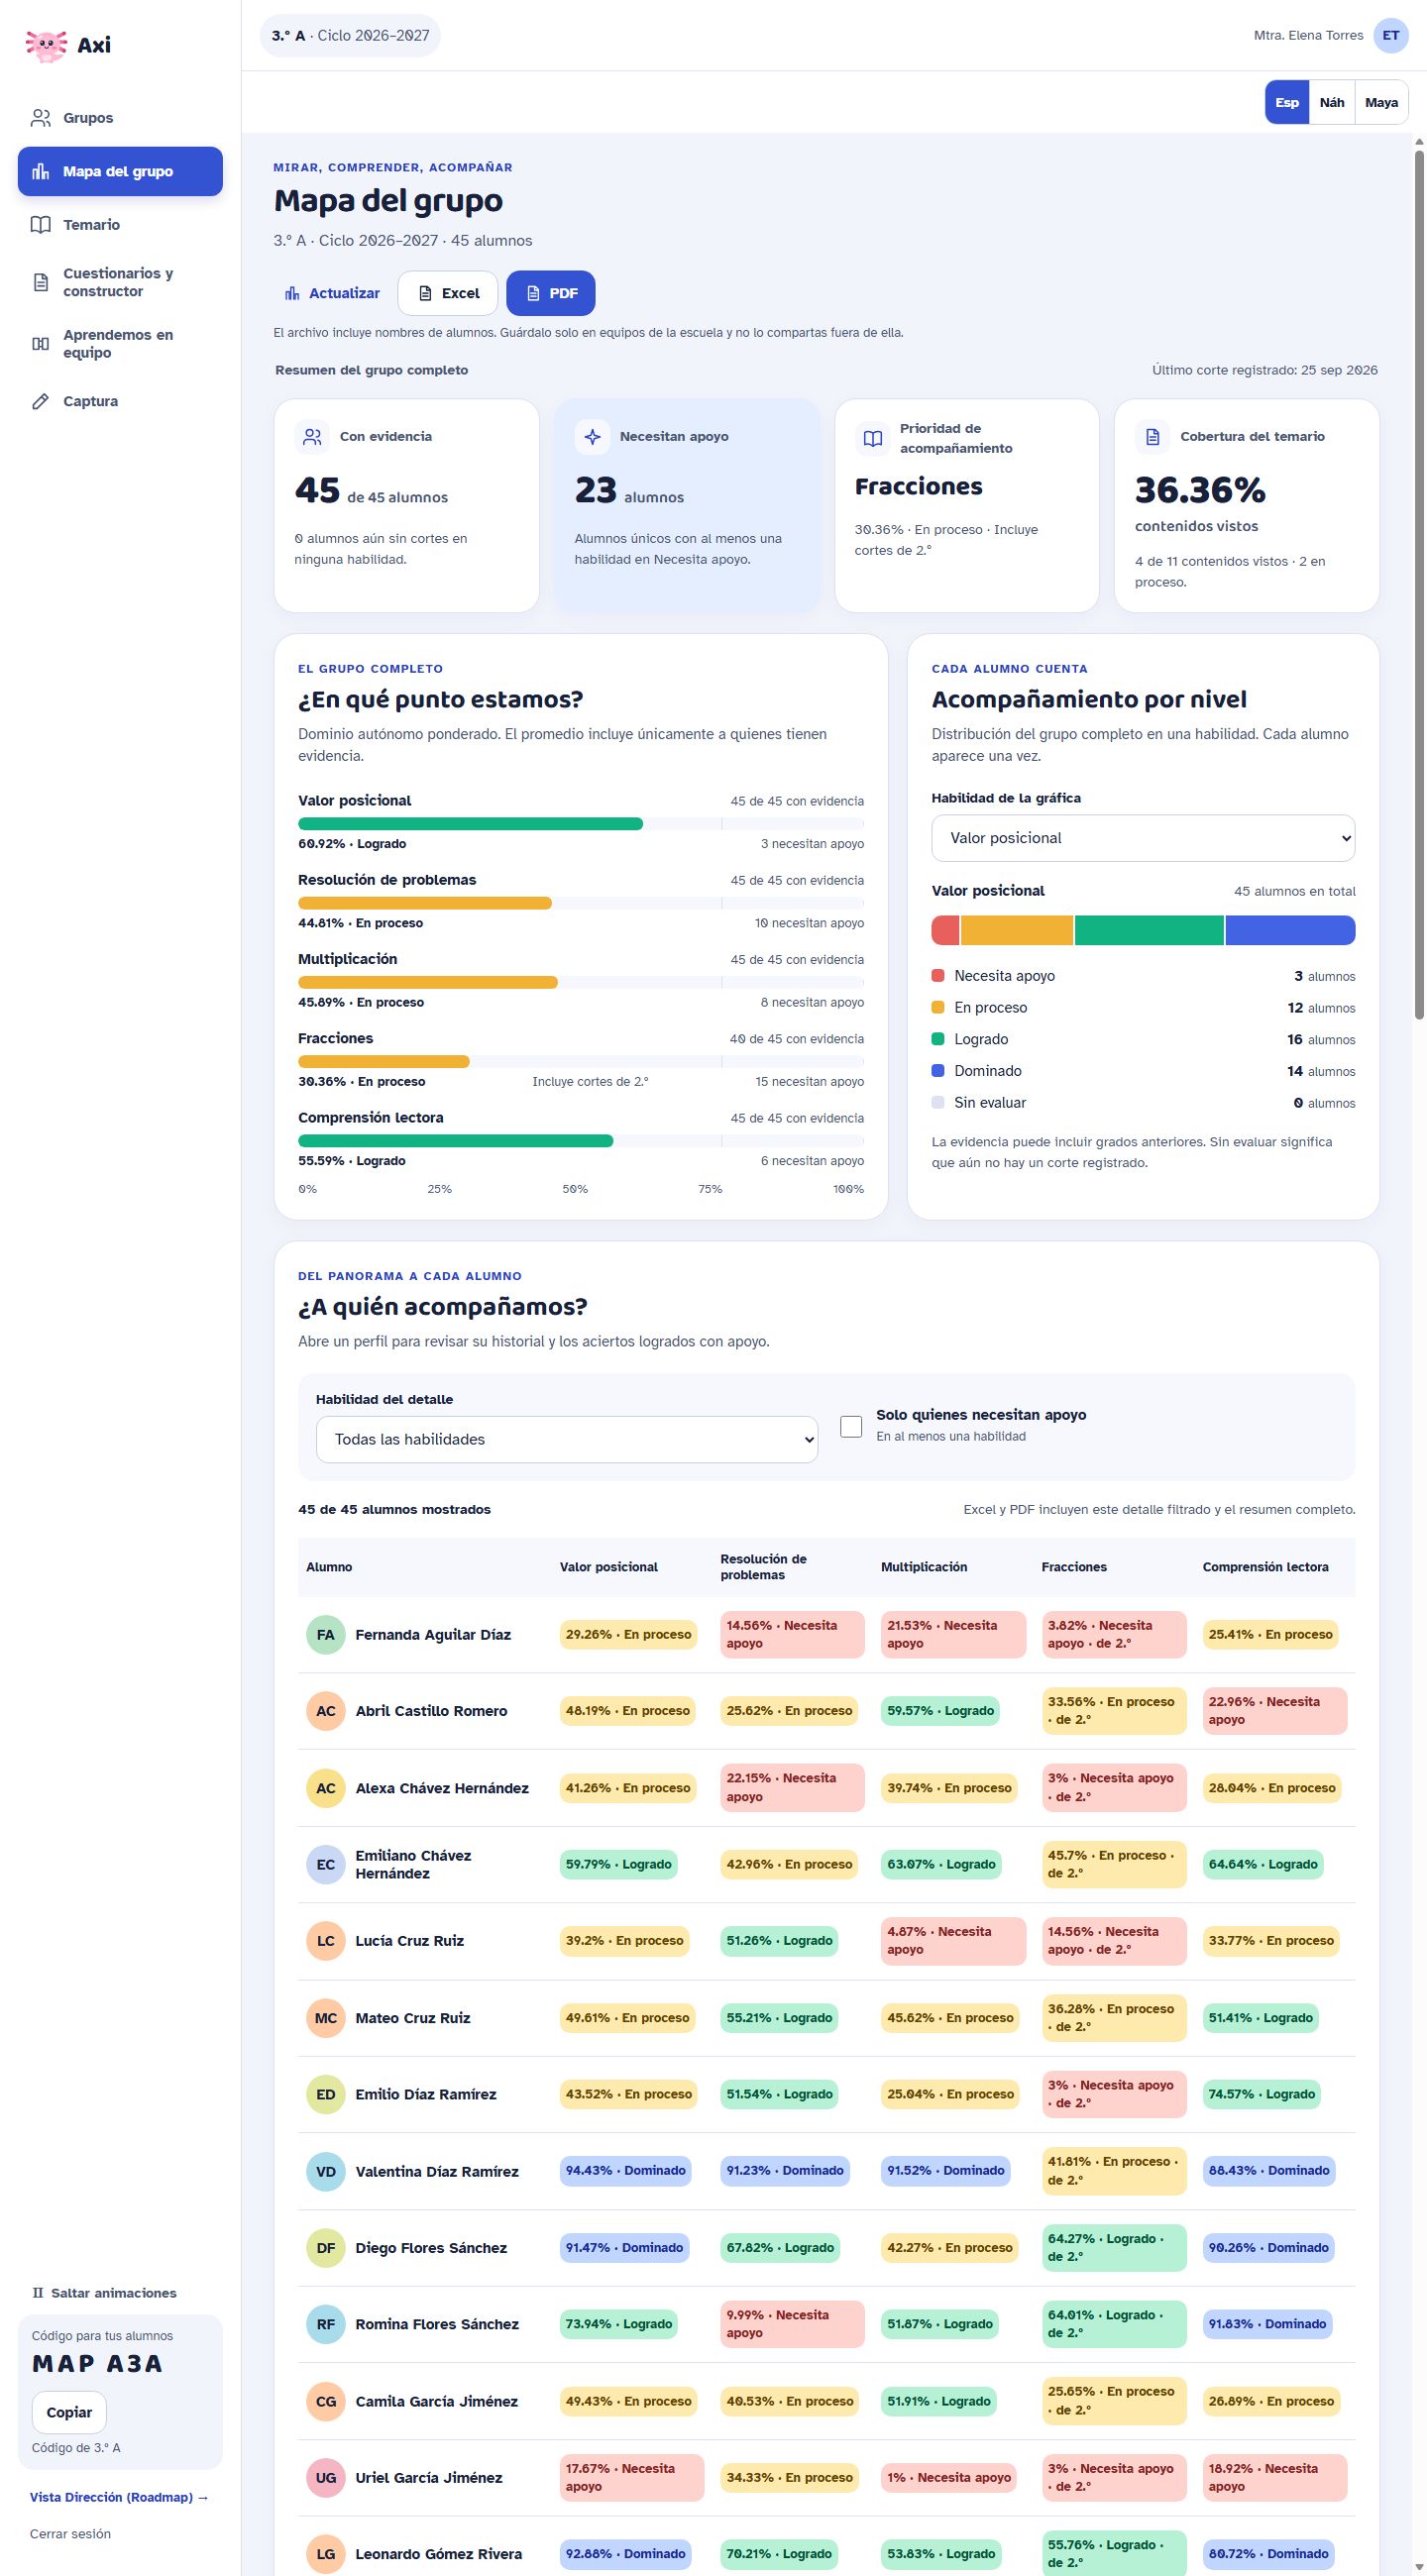 Axi
Grupos
Mapa del grupo
Temario
Cuestionarios y
constructor
Aprendemos en
equipo
Captura
Saltar animaciones
Código para tus alumnos
MAP A3A
Copiar
Código de 3.° A
Vista Dirección (Roadmap) →
Cerrar sesión
3.° A · Ciclo 2026–2027
Mtra. Elena Torres ET
Esp Náh Maya
MIRAR, COMPRENDER, ACOMPAÑAR
Mapa del grupo
3.° A · Ciclo 2026–2027 · 45 alumnos
Actualizar Excel PDF
El archivo incluye nombres de alumnos. Guárdalo solo en equipos de la escuela y no lo compartas fuera de ella.
Resumen del grupo completo Último corte registrado: 25 sep 2026
Con evidencia
45 de 45 alumnos
0 alumnos aún sin cortes en
ninguna habilidad.
Necesitan apoyo
23 alumnos
Alumnos únicos con al menos una
habilidad en Necesita apoyo.
Prioridad de
acompañamiento
Fracciones
30.36% · En proceso · Incluye
cortes de 2.°
Cobertura del temario
36.36%
contenidos vistos
4 de 11 contenidos vistos · 2 en
proceso.
EL GRUPO COMPLETO
¿En qué punto estamos?
Dominio autónomo ponderado. El promedio incluye únicamente a quienes tienen
evidencia.
Valor posicional 45 de 45 con evidencia
60.92% · Logrado 3 necesitan apoyo
Resolución de problemas 45 de 45 con evidencia
44.81% · En proceso 10 necesitan apoyo
Multiplicación 45 de 45 con evidencia
45.89% · En proceso 8 necesitan apoyo
Fracciones 40 de 45 con evidencia
30.36% · En proceso Incluye cortes de 2.° 15 necesitan apoyo
Comprensión lectora 45 de 45 con evidencia
55.59% · Logrado 6 necesitan apoyo
0% 25% 50% 75% 100%
CADA ALUMNO CUENTA
Acompañamiento por nivel
Distribución del grupo completo en una habilidad. Cada alumno
aparece una vez.
Habilidad de la gráfica
Valor posicional
Valor posicional 45 alumnos en total
Necesita apoyo 3 alumnos
En proceso 12 alumnos
Logrado 16 alumnos
Dominado 14 alumnos
Sin evaluar 0 alumnos
La evidencia puede incluir grados anteriores. Sin evaluar significa
que aún no hay un corte registrado.
DEL PANORAMA A CADA ALUMNO
¿A quién acompañamos?
Abre un perfil para revisar su historial y los aciertos logrados con apoyo.
Habilidad del detalle
Todas las habilidades
Solo quienes necesitan apoyo
En al menos una habilidad
45 de 45 alumnos mostrados Excel y PDF incluyen este detalle filtrado y el resumen completo.
Alumno Valor posicional Resolución de problemas Multiplicación Fracciones Comprensión lectora
FA Fernanda Aguilar Díaz 29.26% · En proceso 14.56% · Necesita apoyo 21.53% · Necesita apoyo 3.82% · Necesita apoyo · de 2.° 25.41% · En proceso
AC Abril Castillo Romero 48.19% · En proceso 25.62% · En proceso 59.57% · Logrado 33.56% · En proceso · de 2.° 22.96% · Necesita apoyo
AC Alexa Chávez Hernández 41.26% · En proceso 22.15% · Necesita apoyo 39.74% · En proceso 3% · Necesita apoyo · de 2.° 28.04% · En proceso
EC Emiliano Chávez Hernández 59.79% · Logrado 42.96% · En proceso 63.07% · Logrado 45.7% · En proceso · de 2.° 64.64% · Logrado
LC Lucía Cruz Ruiz 39.2% · En proceso 51.26% · Logrado 4.87% · Necesita apoyo 14.56% · Necesita apoyo · de 2.° 33.77% · En proceso
MC Mateo Cruz Ruiz 49.61% · En proceso 55.21% · Logrado 45.62% · En proceso 36.28% · En proceso · de 2.° 51.41% · Logrado
ED Emilio Díaz Ramírez 43.52% · En proceso 51.54% · Logrado 25.04% · En proceso 3% · Necesita apoyo · de 2.° 74.57% · Logrado
VD Valentina Díaz Ramírez 94.43% · Dominado 91.23% · Dominado 91.52% · Dominado 41.81% · En proceso · de 2.° 88.43% · Dominado
DF Diego Flores Sánchez 91.47% · Dominado 67.82% · Logrado 42.27% · En proceso 64.27% · Logrado · de 2.° 90.26% · Dominado
RF Romina Flores Sánchez 73.94% · Logrado 9.99% · Necesita apoyo 51.87% · Logrado 64.01% · Logrado · de 2.° 91.83% · Dominado
CG Camila García Jiménez 49.43% · En proceso 40.53% · En proceso 51.91% · Logrado 25.65% · En proceso · de 2.° 26.89% · En proceso
UG Uriel García Jiménez 17.67% · Necesita apoyo 34.33% · En proceso 1% · Necesita apoyo 3% · Necesita apoyo · de 2.° 18.92% · Necesita apoyo
LG Leonardo Gómez Rivera 92.88% · Dominado 70.21% · Logrado 53.83% · Logrado 55.76% · Logrado · de 2.° 80.72% · Dominado